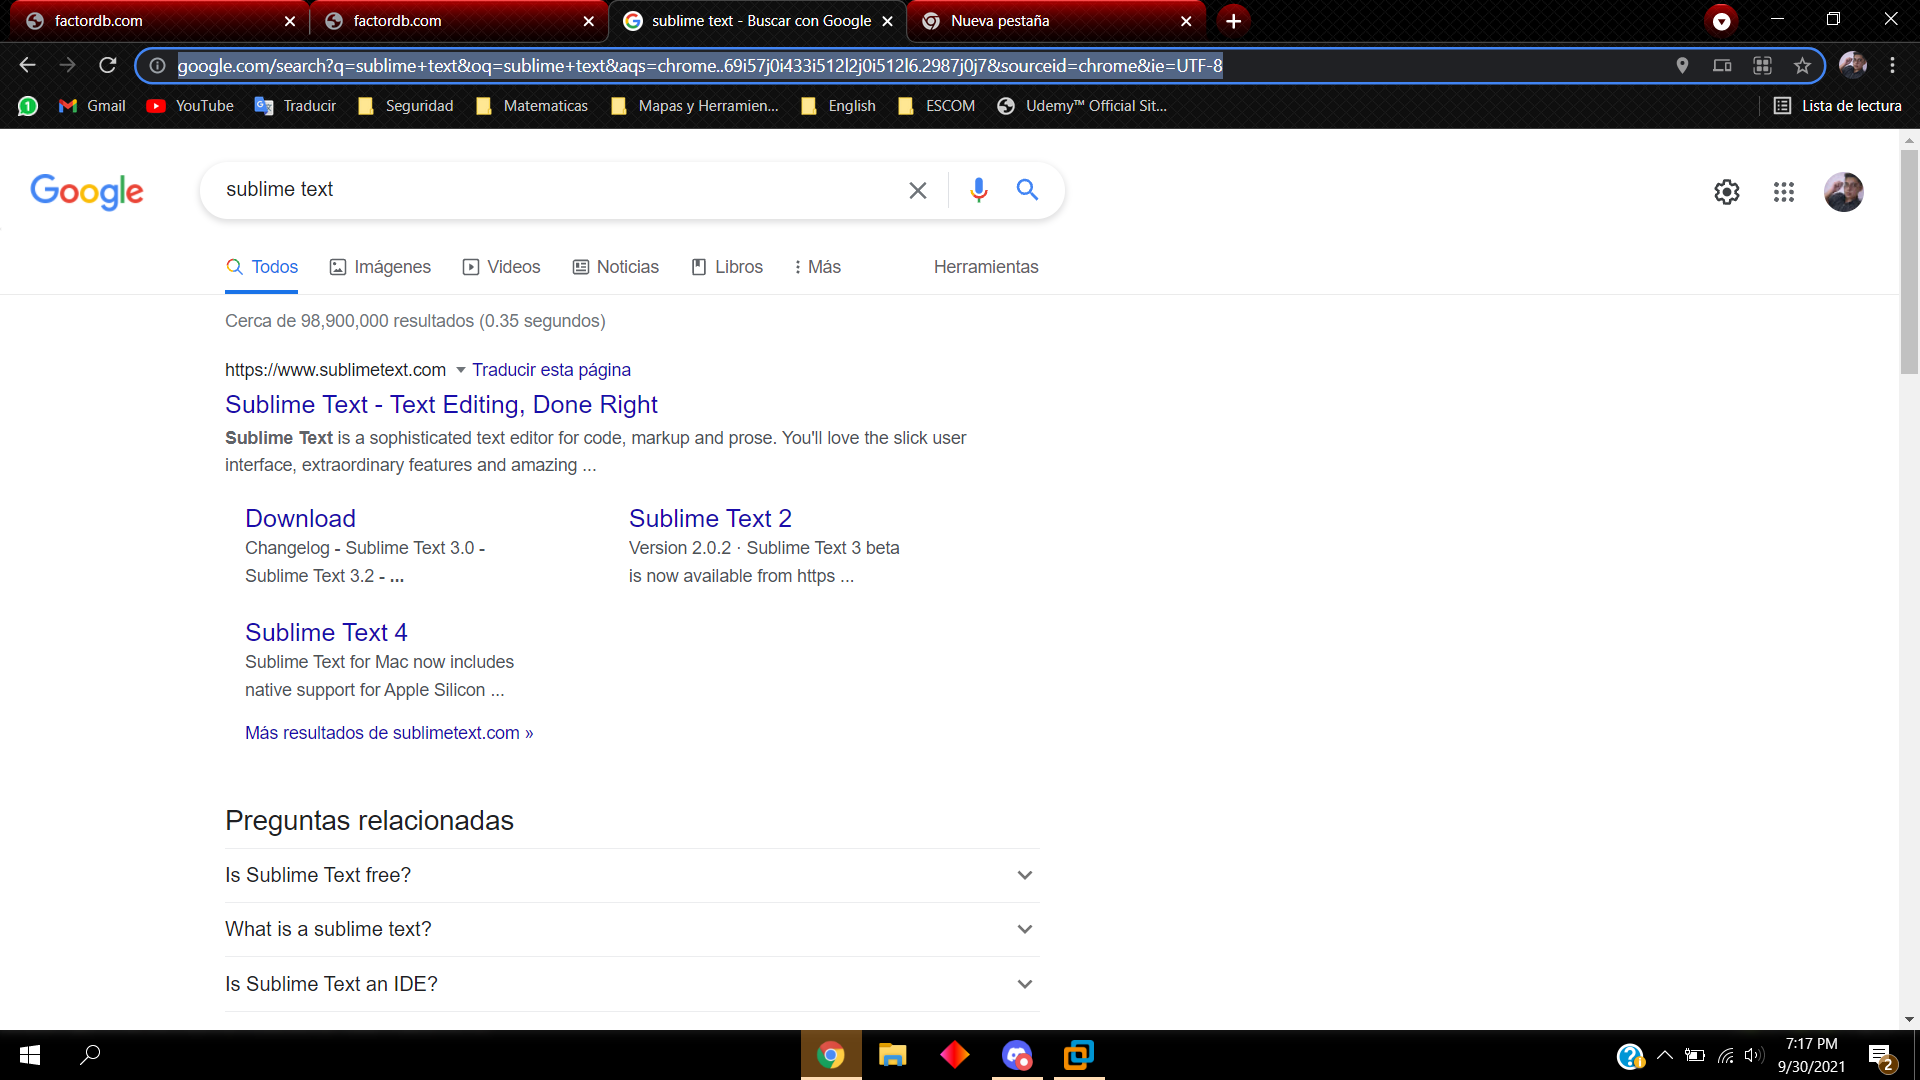 factordb.com
factordb.com
sublime text - Buscar con Google
Nueva pestaña
google.com/search?q=sublime+text&oq=sublime+text&aqs=chrome..69i57j0i433i512l2j0i512l6.2987j0j7&sourceid=chrome&ie=UTF-8
1
Gmail
YouTube
Traducir
Seguridad
Matematicas
Mapas y Herramien...
English
ESCOM
Udemy™ Official Sit...
Lista de lectura
Google
sublime text
Todos
Imágenes
Videos
Noticias
Libros
Más
Herramientas
Cerca de 98,900,000 resultados (0.35 segundos)
https://www.sublimetext.com
Traducir esta página
Sublime Text - Text Editing, Done Right
Sublime Text is a sophisticated text editor for code, markup and prose. You'll love the slick user
interface, extraordinary features and amazing ...
Download
Changelog - Sublime Text 3.0 -
Sublime Text 3.2 - ...
Sublime Text 2
Version 2.0.2 · Sublime Text 3 beta
is now available from https ...
Sublime Text 4
Sublime Text for Mac now includes
native support for Apple Silicon ...
Más resultados de sublimetext.com »
Preguntas relacionadas
Is Sublime Text free?
What is a sublime text?
Is Sublime Text an IDE?
7:17 PM
9/30/2021
2